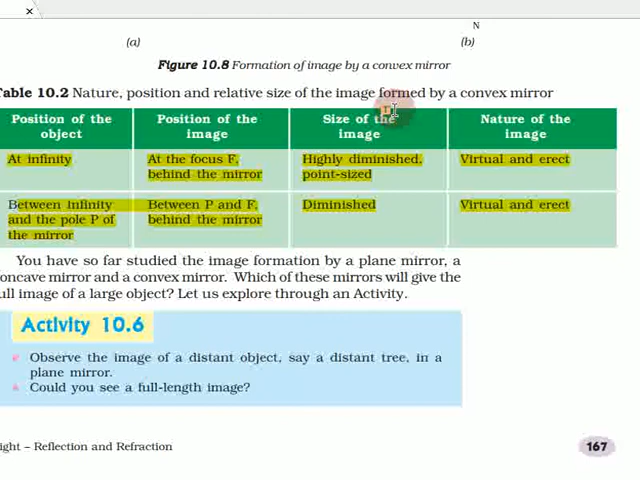 N
(a) (b)
Figure 10.8 Formation of image by a convex mirror
Table 10.2 Nature, position and relative size of the image formed by a convex mirror
Position of the object | Position of the image | Size of the image | Nature of the image
At infinity | At the focus F, behind the mirror | Highly diminished, point-sized | Virtual and erect
Between infinity and the pole P of the mirror | Between P and F, behind the mirror | Diminished | Virtual and erect
You have so far studied the image formation by a plane mirror, a
oncave mirror and a convex mirror. Which of these mirrors will give the
ull image of a large object? Let us explore through an Activity.
Activity 10.6
Observe the image of a distant object, say a distant tree, in a
plane mirror.
Could you see a full-length image?
ight – Reflection and Refraction
167